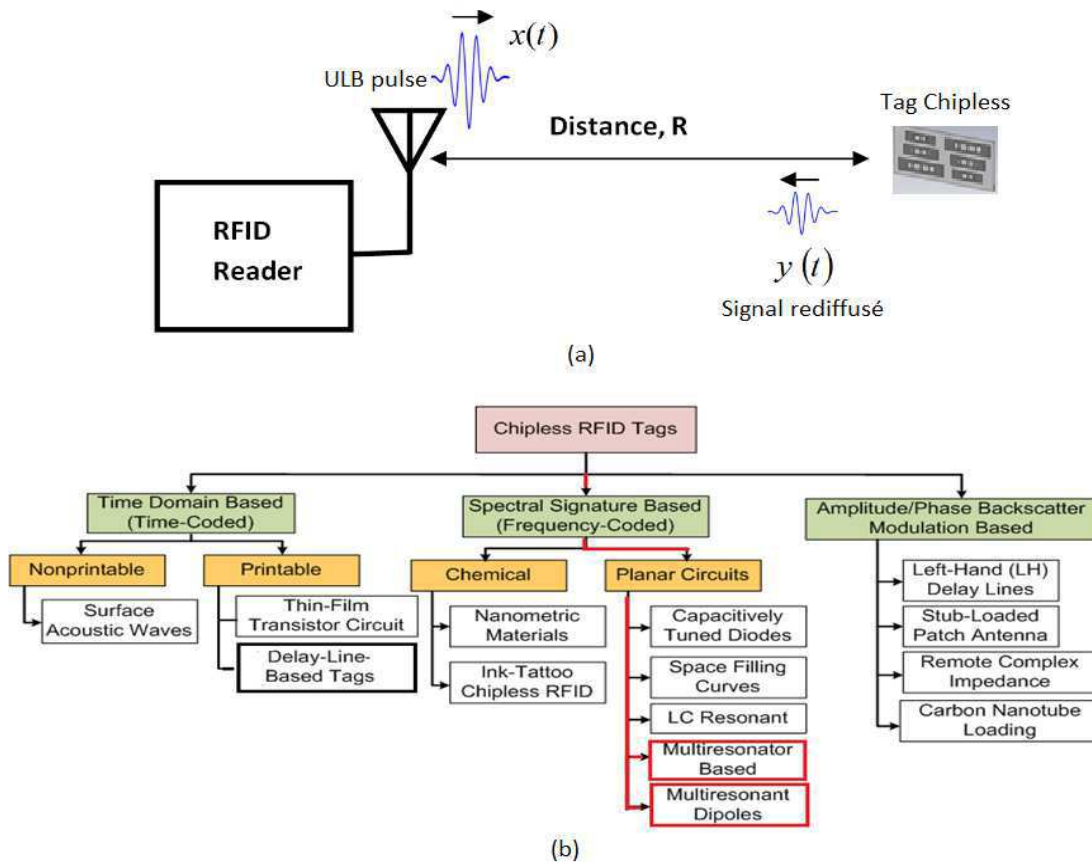 x(t)
ULB pulse
Tag Chipless
Distance, R
RFID
Reader
y (t)
Signal rediffusé
(a)
Chipless RFID Tags
Time Domain Based
(Time-Coded)
Spectral Signature Based
(Frequency-Coded)
Amplitude/Phase Backscatter
Modulation Based
Nonprintable
Printable
Chemical
Planar Circuits
Surface
Acoustic Waves
Thin-Film
Transistor Circuit
Delay-Line-
Based Tags
Nanometric
Materials
Ink-Tattoo
Chipless RFID
Capacitively
Tuned Diodes
Space Filling
Curves
LC Resonant
Multiresonator
Based
Multiresonant
Dipoles
Left-Hand (LH)
Delay Lines
Stub-Loaded
Patch Antenna
Remote Complex
Impedance
Carbon Nanotube
Loading
(b)